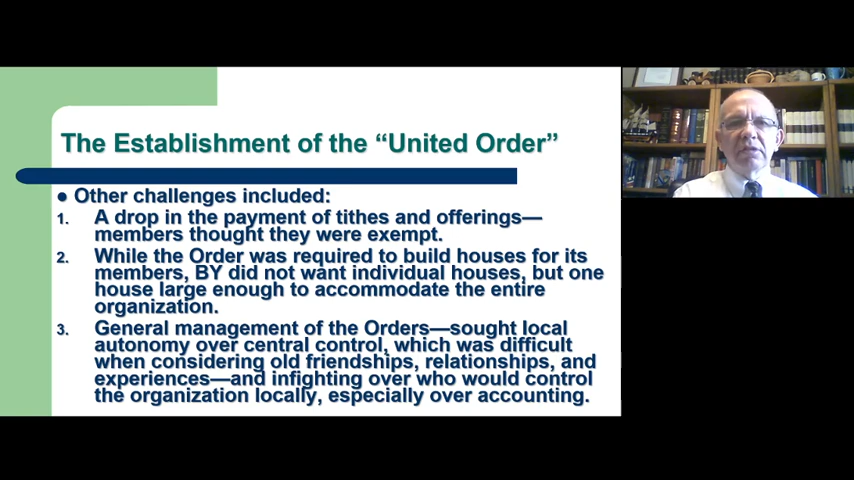 The Establishment of the “United Order”
● Other challenges included:
1. A drop in the payment of tithes and offerings—
members thought they were exempt.
2. While the Order was required to build houses for its
members, BY did not want individual houses, but one
house large enough to accommodate the entire
organization.
3. General management of the Orders—sought local
autonomy over central control, which was difficult
when considering old friendships, relationships, and
experiences—and infighting over who would control
the organization locally, especially over accounting.